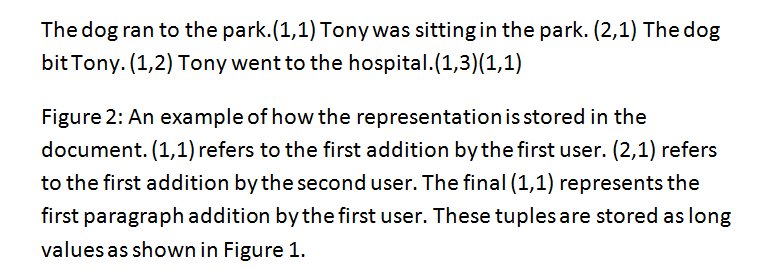 The dog ran to the park.(1,1) Tony was sitting in the park. (2,1) The dog
bit Tony. (1,2) Tony went to the hospital.(1,3)(1,1)
Figure 2: An example of how the representation is stored in the
document. (1,1) refers to the first addition by the first user. (2,1) refers
to the first addition by the second user. The final (1,1) represents the
first paragraph addition by the first user. These tuples are stored as long
values as shown in Figure 1.